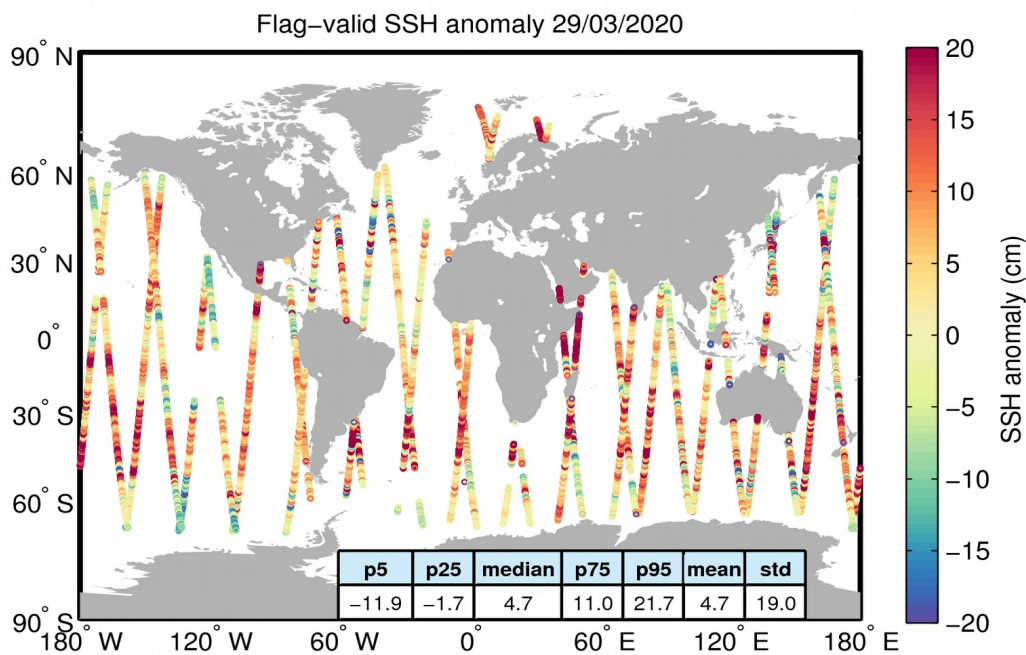 Flag−valid SSH anomaly 29/03/2020
90° N
60° N
30° N
0°
30° S
60° S
90° S
180° W
120° W
60° W
0°
60° E
120° E
180° E
p5 p25 median p75 p95 mean std
−11.9 −1.7 4.7 11.0 21.7 4.7 19.0
20
15
10
5
0
−5
−10
−15
−20
SSH anomaly (cm)